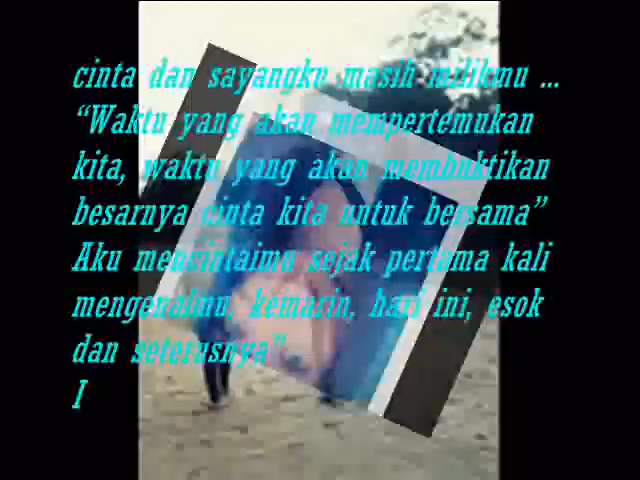 cinta dan sayangku masih milikmu ...
“Waktu yang akan mempertemukan
kita, waktu yang akan membuktikan
besarnya cinta kita untuk bersama”
Aku mencintaimu sejak pertama kali
mengenalmu, kemarin, hari ini, esok
dan seterusnya”
I